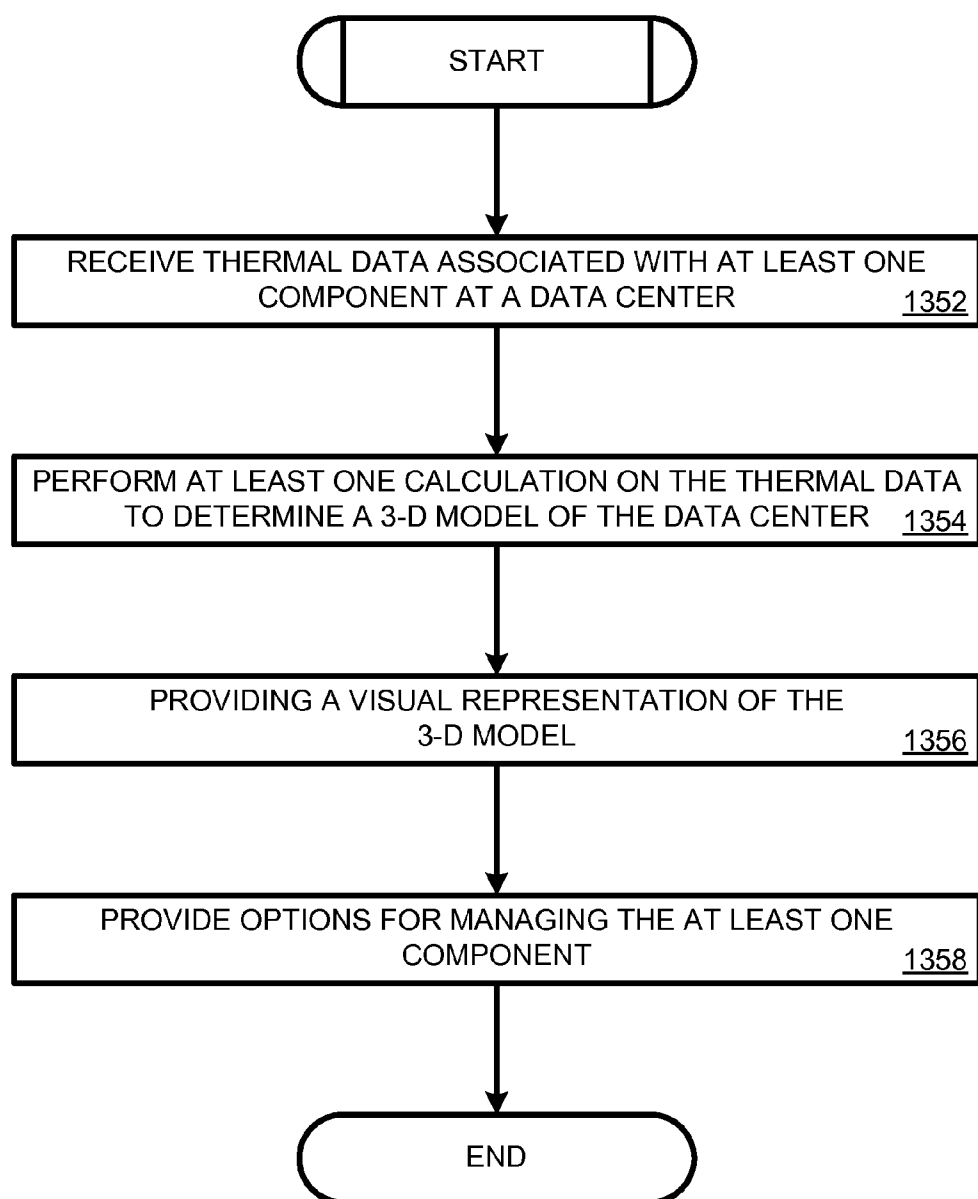 START
RECEIVE THERMAL DATA ASSOCIATED WITH AT LEAST ONE
COMPONENT AT A DATA CENTER
1352
PERFORM AT LEAST ONE CALCULATION ON THE THERMAL DATA
TO DETERMINE A 3-D MODEL OF THE DATA CENTER
1354
PROVIDING A VISUAL REPRESENTATION OF THE
3-D MODEL
1356
PROVIDE OPTIONS FOR MANAGING THE AT LEAST ONE
COMPONENT
1358
END